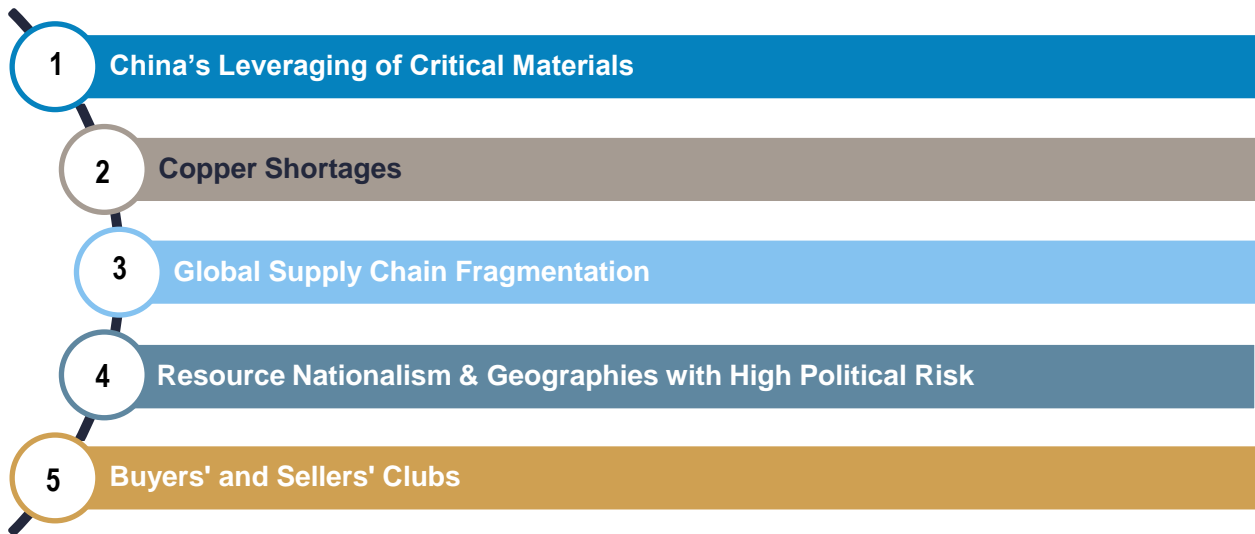 1
China’s Leveraging of Critical Materials
2
Copper Shortages
3
Global Supply Chain Fragmentation
4
Resource Nationalism & Geographies with High Political Risk
5
Buyers' and Sellers' Clubs